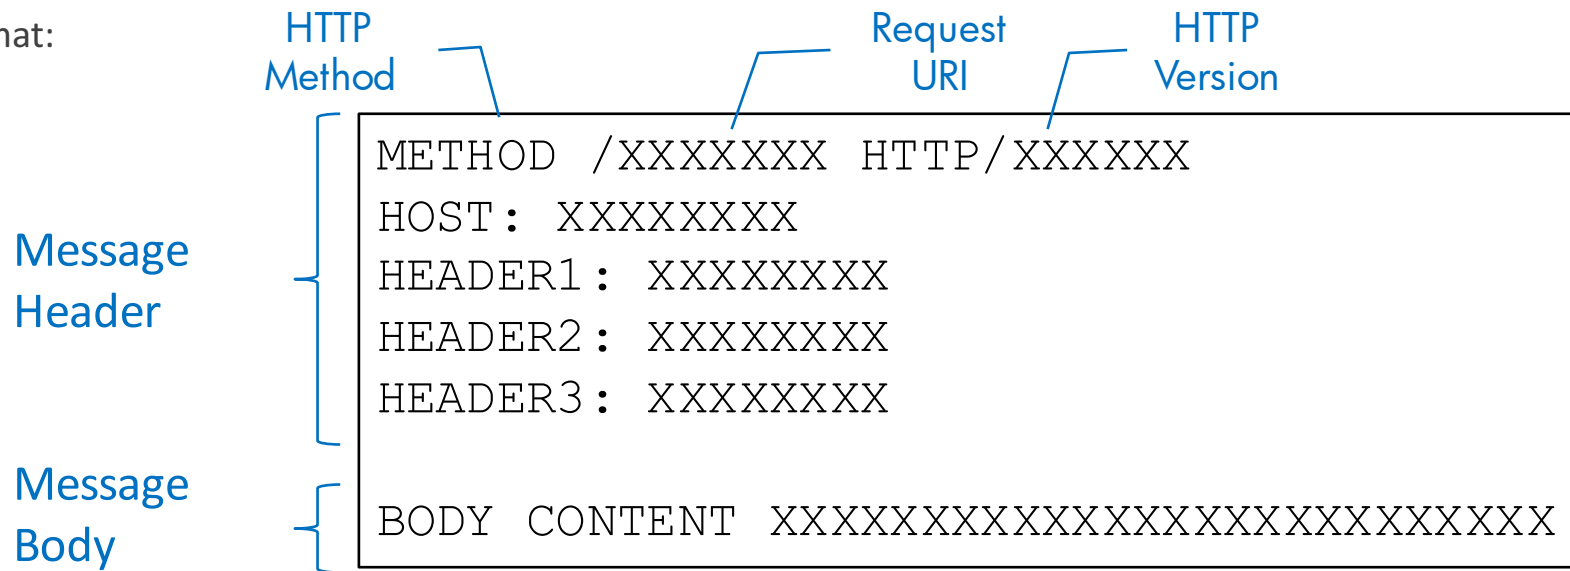 nat:
HTTP
Method
Request
URI
HTTP
Version
METHOD /XXXXXXX HTTP/XXXXXX
HOST: XXXXXXXX
HEADER1: XXXXXXXX
HEADER2: XXXXXXXX
HEADER3: XXXXXXXX
Message
Header
BODY CONTENT XXXXXXXXXXXXXXXXXXXXXXXXXX
Message
Body